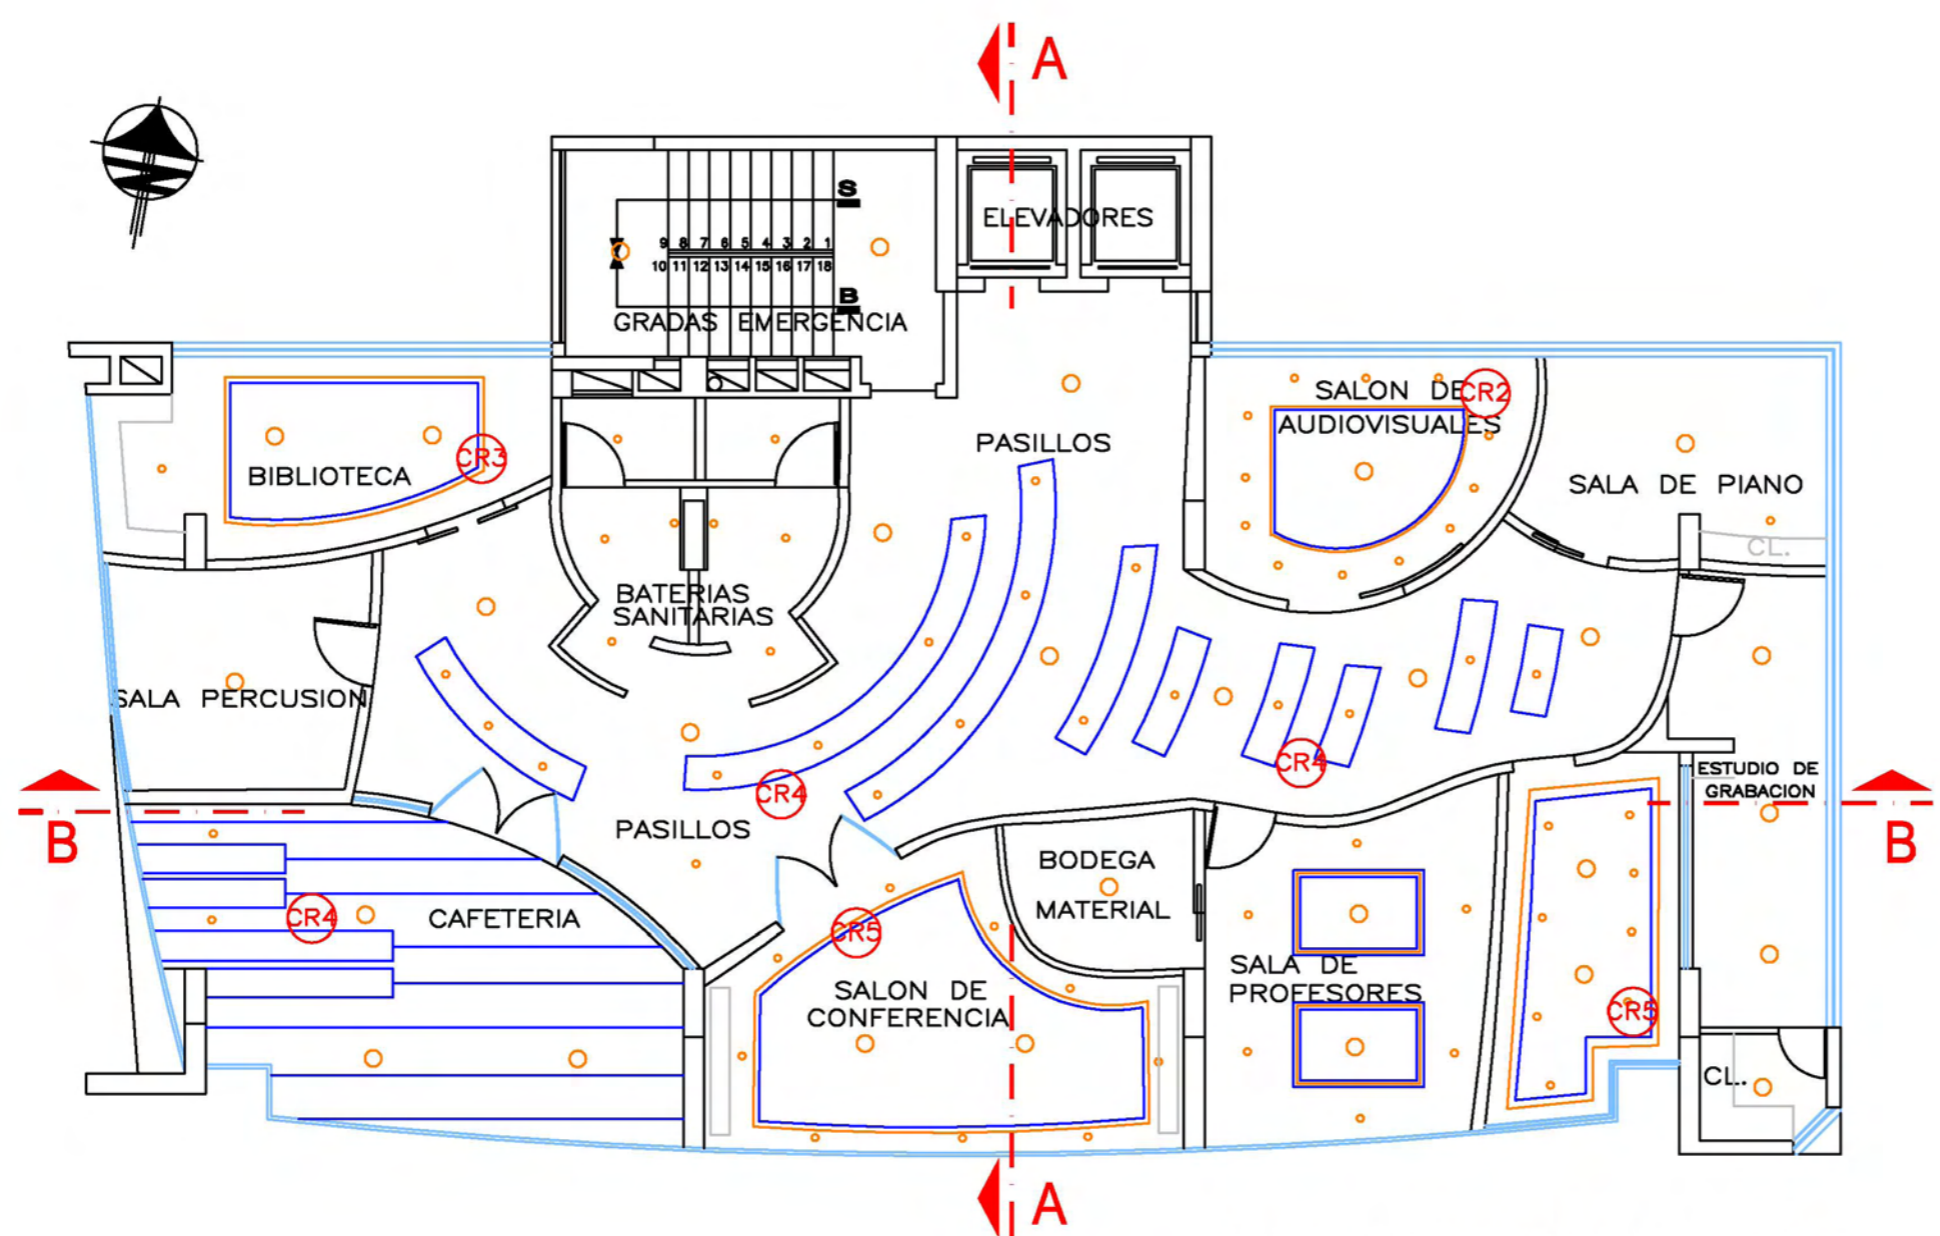 A
S
ELEVADORES
9 8 7 6 5 4 3 2 1
10 11 12 13 14 15 16 17 18
B
GRADAS EMERGENCIA
SALON DE
CR2
AUDIOVISUALES
PASILLOS
CR3
BIBLIOTECA
SALA DE PIANO
CL.
BATERIAS
SANITARIAS
SALA PERCUSION
CR4
CR4
ESTUDIO DE
GRABACION
B
B
PASILLOS
BODEGA
MATERIAL
CR4
CAFETERIA
CR5
SALA DE
PROFESORES
SALON DE
CONFERENCIA
CR5
CL.
A